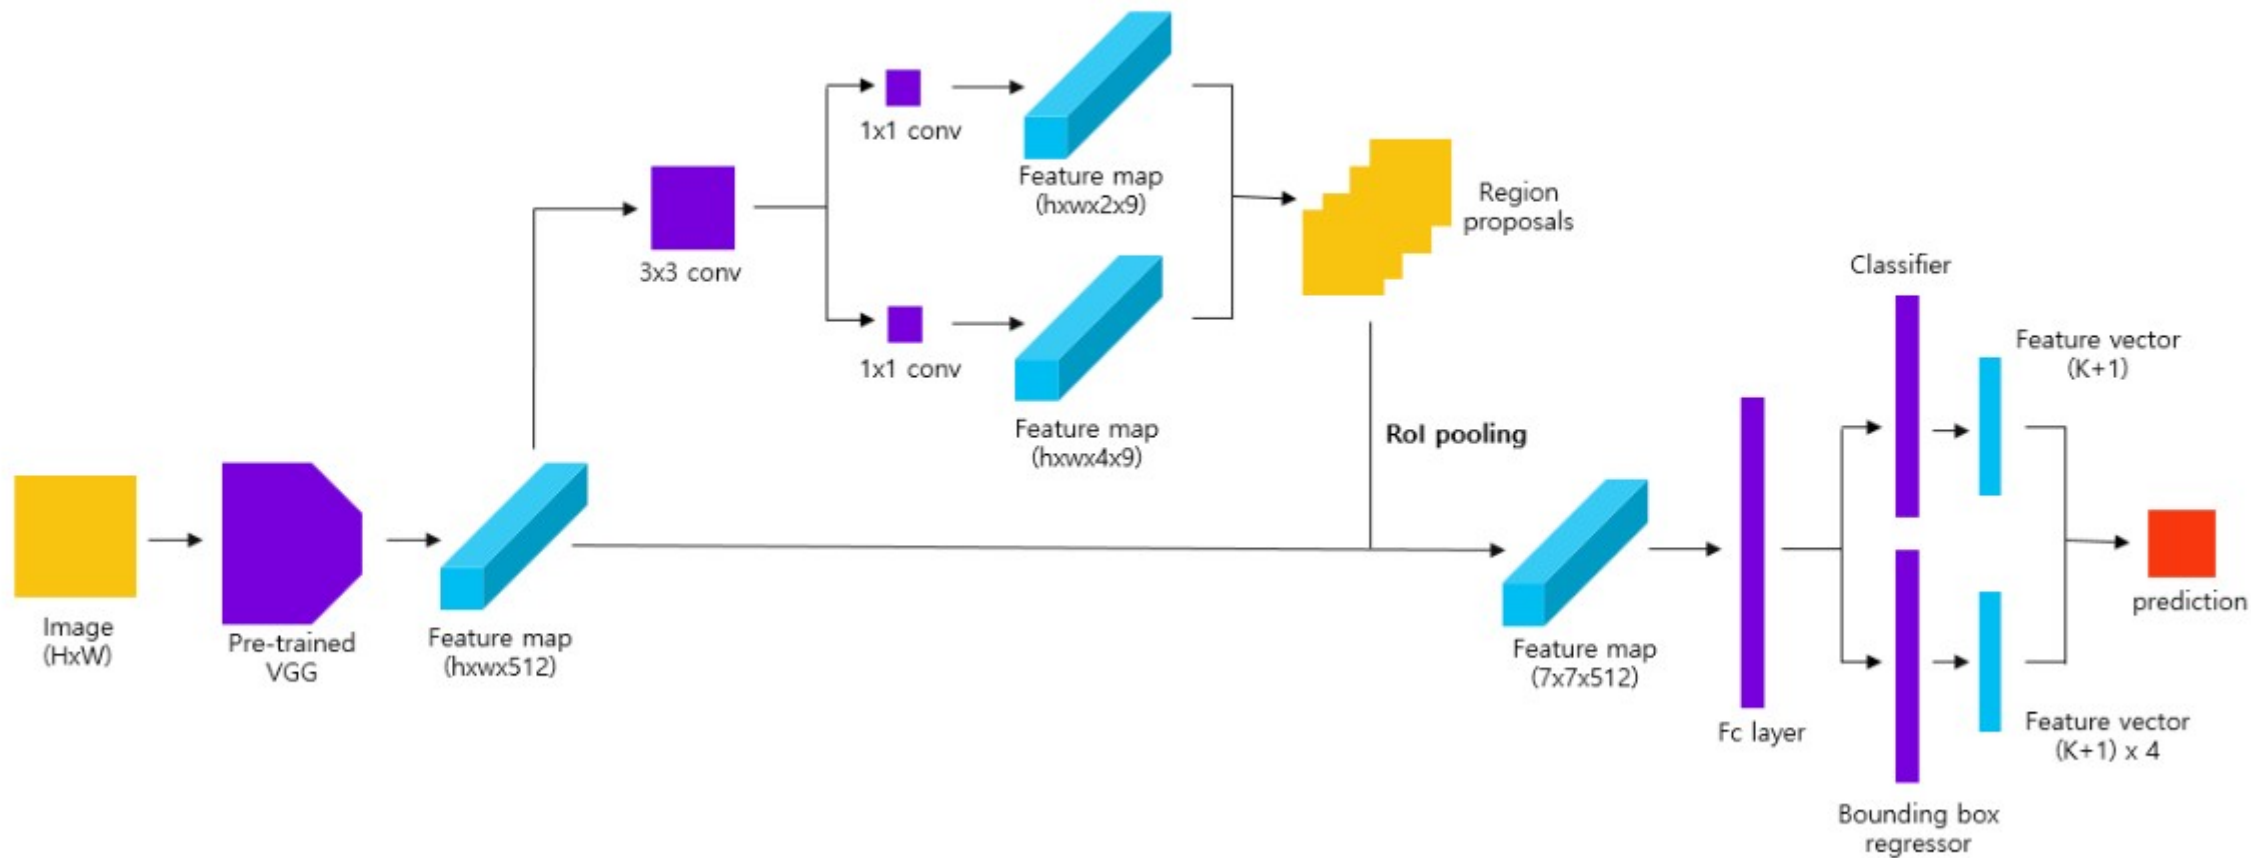 1x1 conv
Feature map
(hxwx2x9)
Region
proposals
3x3 conv
1x1 conv
Feature map
(hxwx4x9)
RoI pooling
Classifier
Feature vector
(K+1)
Image
(HxW)
Pre-trained
VGG
Feature map
(hxwx512)
Feature map
(7x7x512)
Fc layer
prediction
Feature vector
(K+1) x 4
Bounding box
regressor